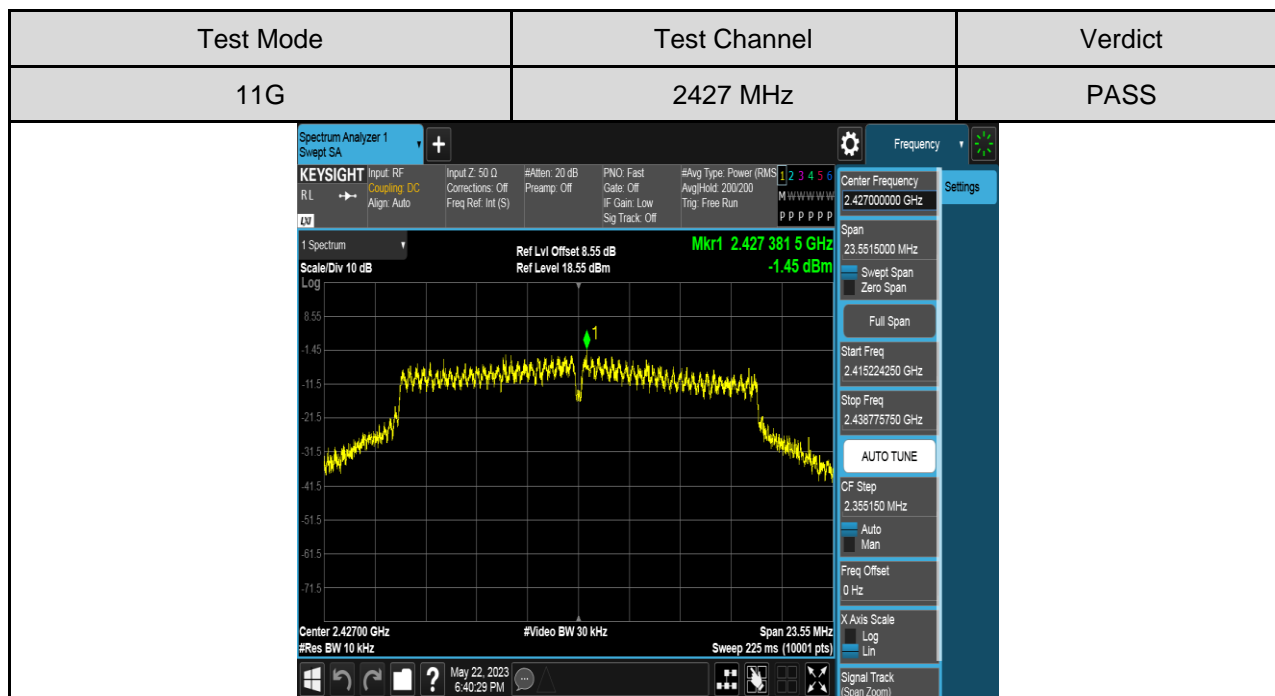 Test Mode Test Channel Verdict
11G 2427 MHz PASS
Spectrum Analyzer 1
Swept SA
+
Frequency
KEYSIGHT
RL
LXI
Input: RF
Coupling: DC
Align: Auto
Input Z: 50 Ω
Corrections: Off
Freq Ref: Int (S)
#Atten: 20 dB
Preamp: Off
PNO: Fast
Gate: Off
IF Gain: Low
Sig Track: Off
#Avg Type: Power (RMS
Avg|Hold: 200/200
Trig: Free Run
1 2 3 4 5 6
M W W W W W
P P P P P P
1 Spectrum
Scale/Div 10 dB
Log
Ref Lvl Offset 8.55 dB
Ref Level 18.55 dBm
Mkr1 2.427 381 5 GHz
-1.45 dBm
8.55
-1.45
-11.5
-21.5
-31.5
-41.5
-51.5
-61.5
-71.5
1
Center 2.42700 GHz
#Res BW 10 kHz
#Video BW 30 kHz
Span 23.55 MHz
Sweep 225 ms (10001 pts)
Center Frequency
2.427000000 GHz
Span
23.5515000 MHz
Swept Span
Zero Span
Full Span
Start Freq
2.415224250 GHz
Stop Freq
2.438775750 GHz
AUTO TUNE
CF Step
2.355150 MHz
Auto
Man
Freq Offset
0 Hz
X Axis Scale
Log
Lin
Signal Track
(Span Zoom)
Settings
?
May 22, 2023
6:40:29 PM